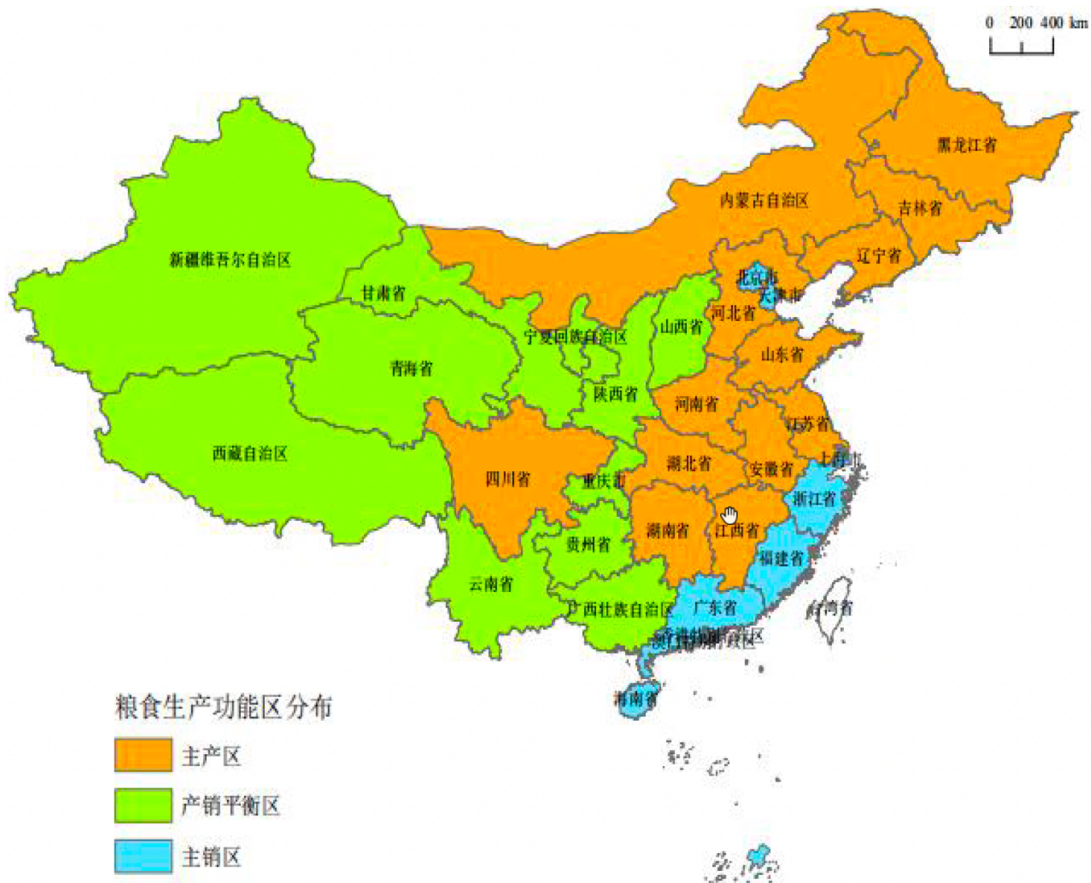 0 200 400 km
黑龙江省
内蒙古自治区
吉林省
辽宁省
新疆维吾尔自治区
北京市
天津市
甘肃省
河北省
宁夏回族自治区
山西省
山东省
青海省
陕西省
河南省
江苏省
西藏自治区
上海市
湖北省
安徽省
四川省
重庆市
浙江省
湖南省
江西省
贵州省
福建省
云南省
广西壮族自治区
广东省
台湾省
海南省
粮食生产功能区分布
主产区
产销平衡区
主销区